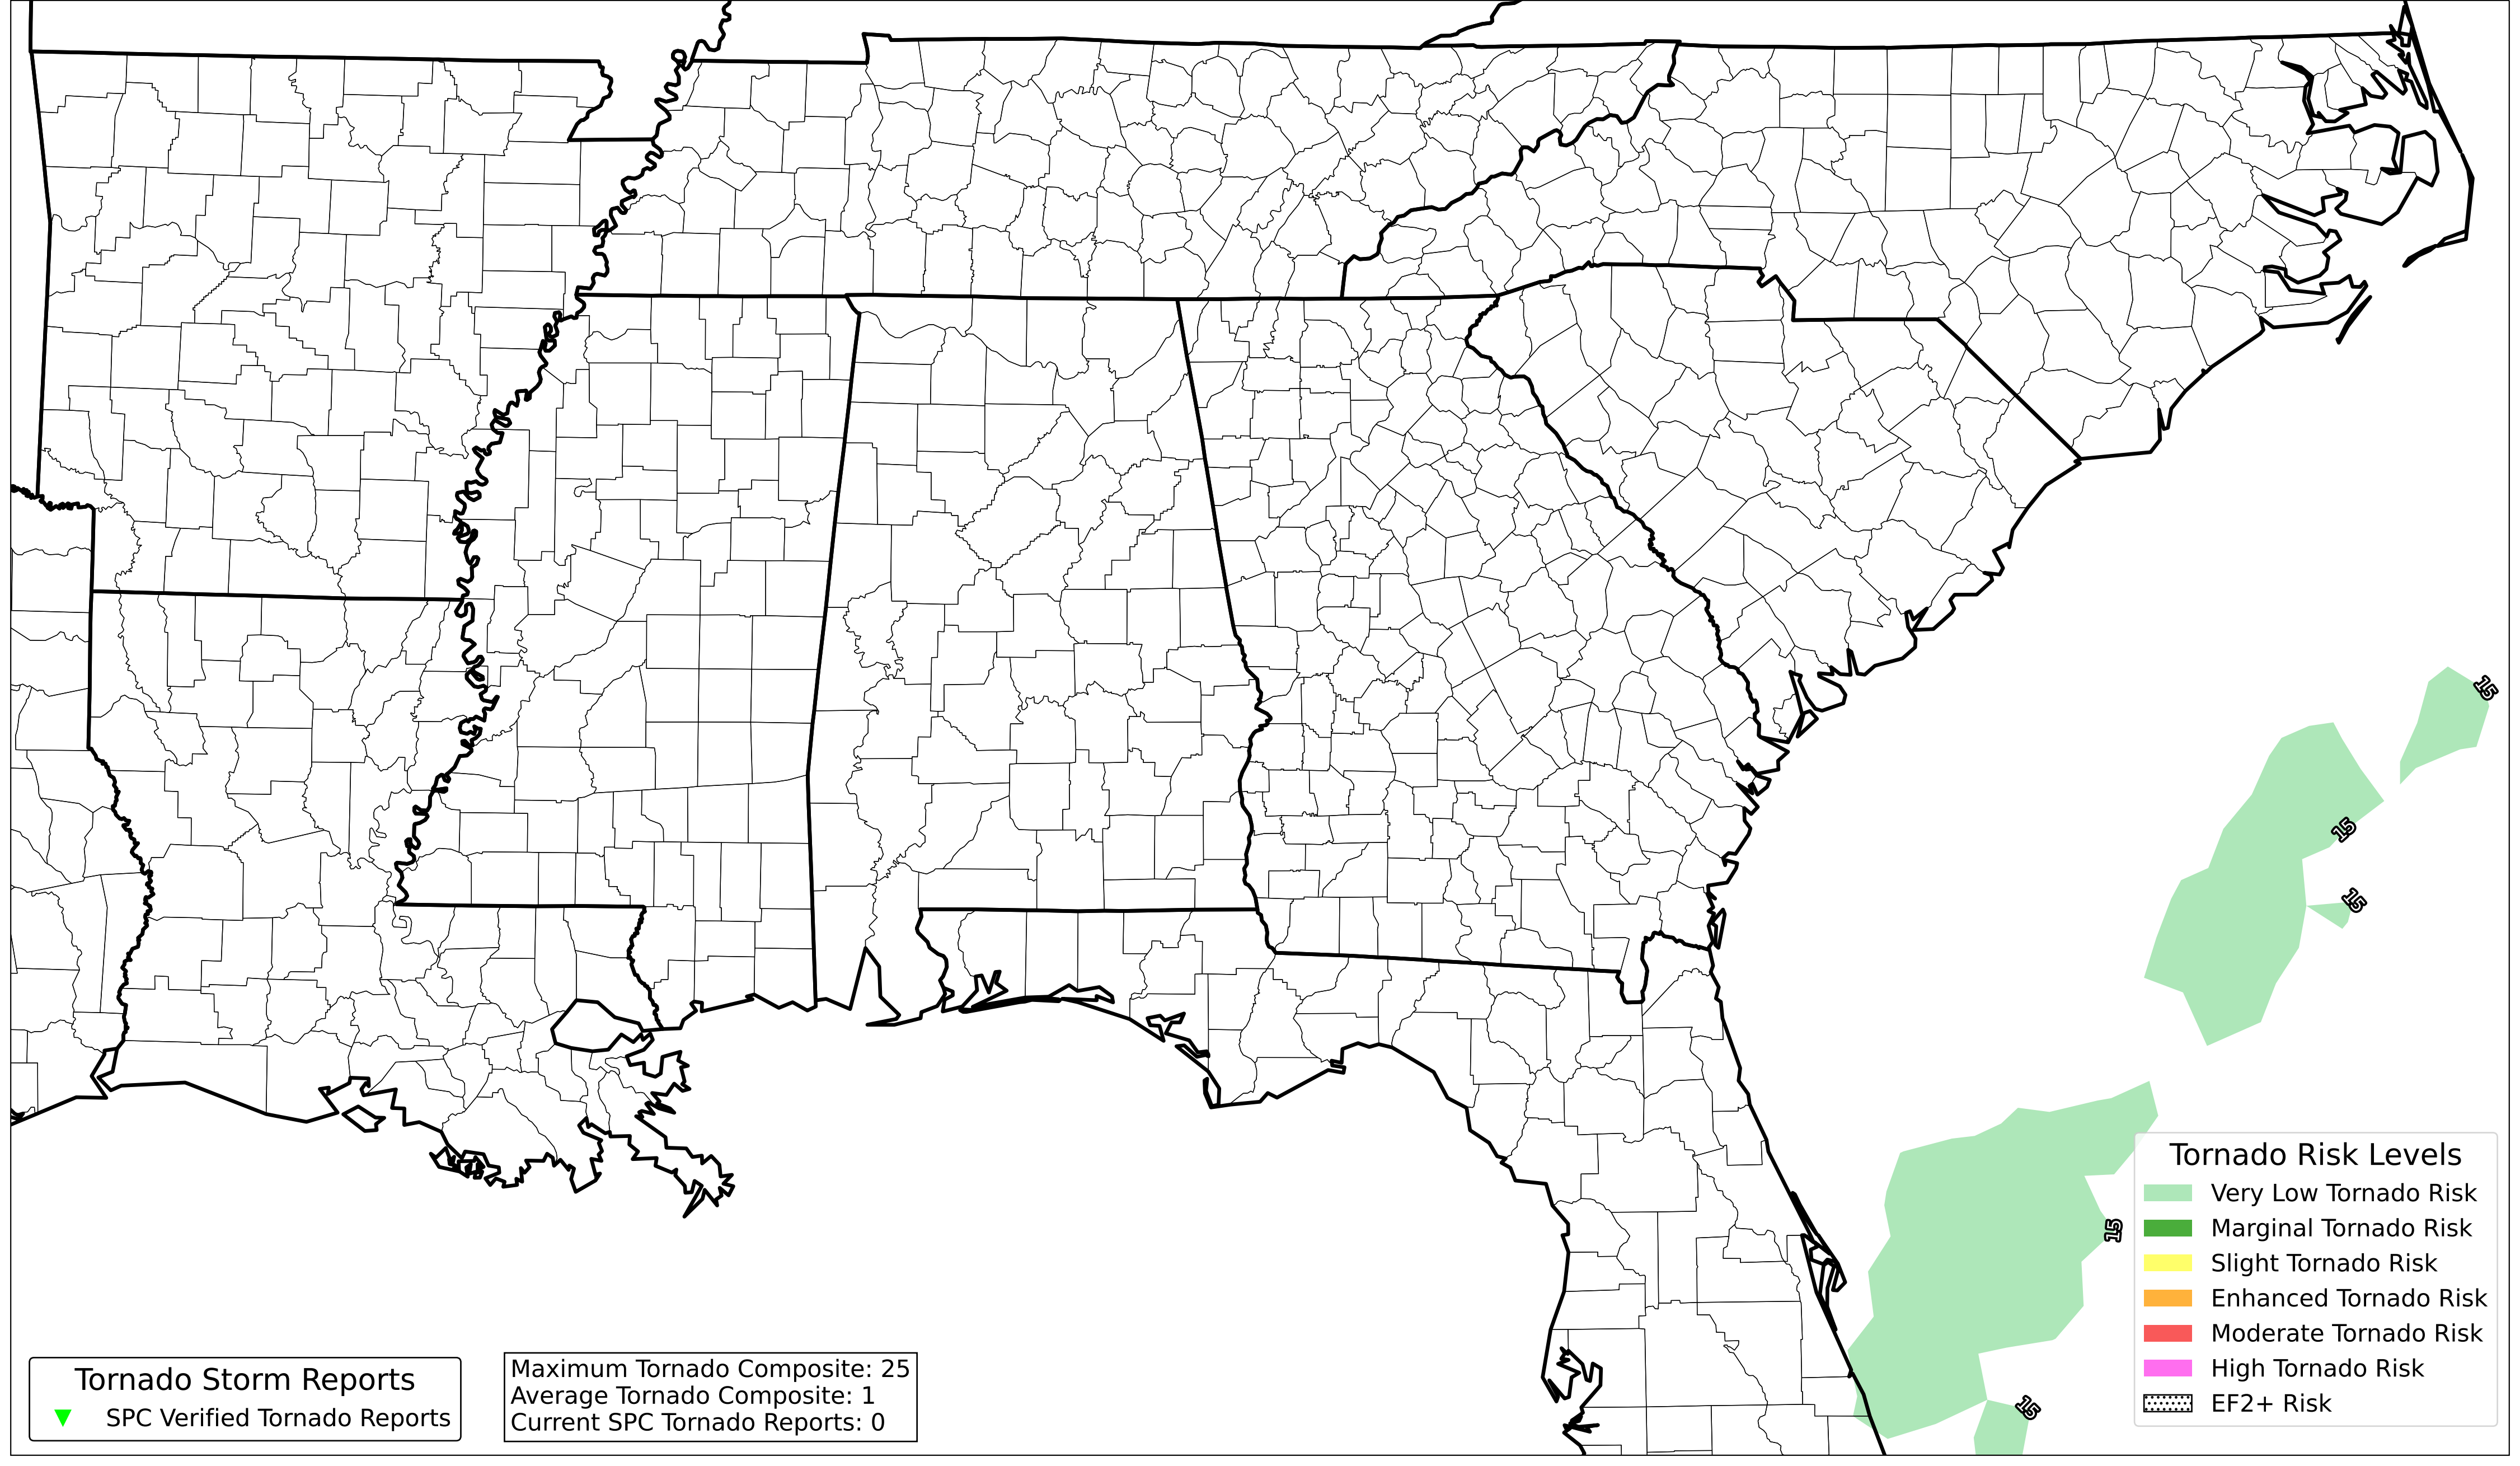 15
15
15
15
15
Tornado Risk Levels
Very Low Tornado Risk
Marginal Tornado Risk
Slight Tornado Risk
Enhanced Tornado Risk
Moderate Tornado Risk
High Tornado Risk
EF2+ Risk
Tornado Storm Reports
SPC Verified Tornado Reports
Maximum Tornado Composite: 25
Average Tornado Composite: 1
Current SPC Tornado Reports: 0